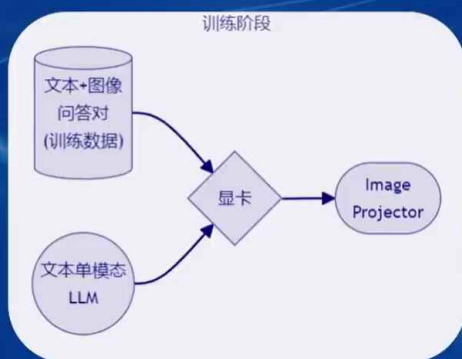 训练阶段
文本+图像
问答对
(训练数据)
显卡
Image
Projector
文本单模态
LLM